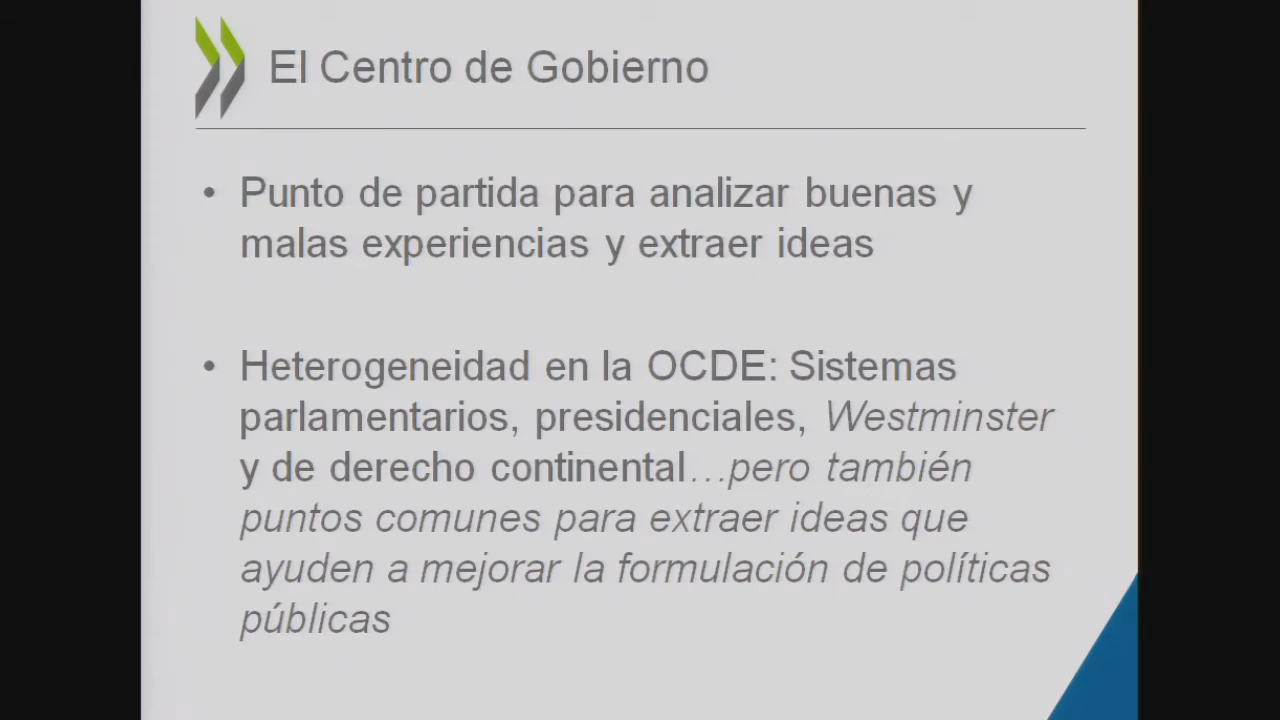 El Centro de Gobierno
• Punto de partida para analizar buenas y
malas experiencias y extraer ideas
• Heterogeneidad en la OCDE: Sistemas
parlamentarios, presidenciales, Westminster
y de derecho continental…pero también
puntos comunes para extraer ideas que
ayuden a mejorar la formulación de políticas
públicas